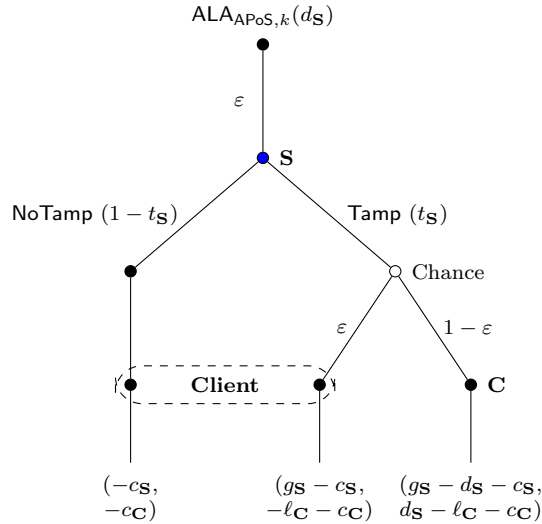 ALA_{APoS,k}(d_S)
ε
S
NoTamp (1 − t_S)
Tamp (t_S)
Chance
ε
1 − ε
Client
C
(-c_S,
-c_C)
(g_S − c_S,
-ℓ_C − c_C)
(g_S − d_S − c_S,
d_S − ℓ_C − c_C)